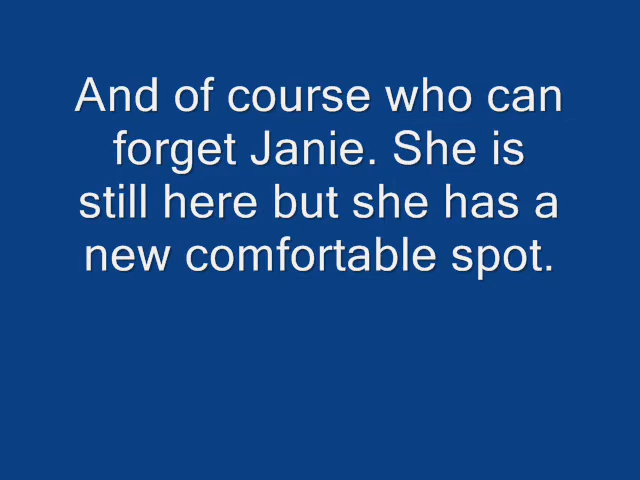 And of course who can
forget Janie. She is
still here but she has a
new comfortable spot.